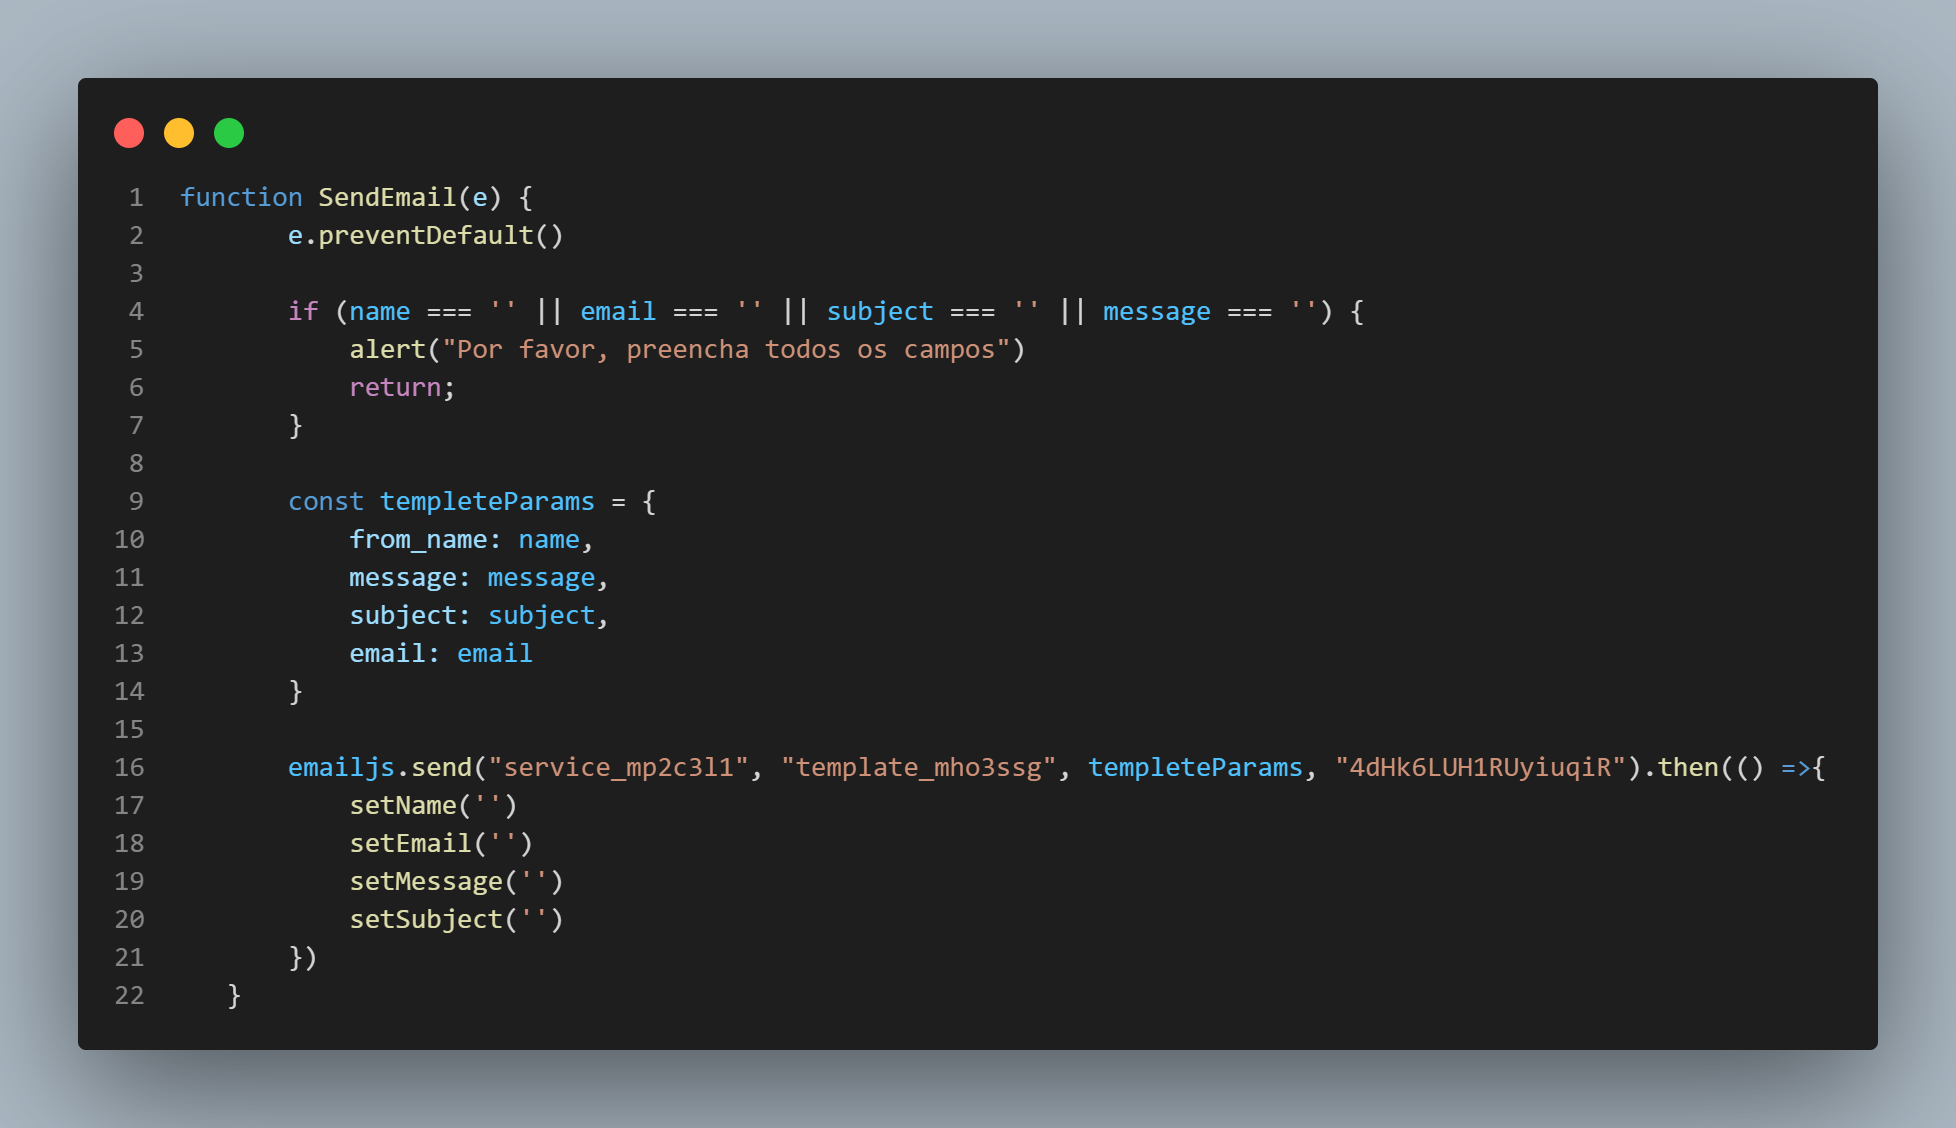 1 function SendEmail(e) {
2 e.preventDefault()
3
4 if (name === '' || email === '' || subject === '' || message === '') {
5 alert("Por favor, preencha todos os campos")
6 return;
7 }
8
9 const templeteParams = {
10 from_name: name,
11 message: message,
12 subject: subject,
13 email: email
14 }
15
16 emailjs.send("service_mp2c3l1", "template_mho3ssg", templeteParams, "4dHk6LUH1RUyiuqiR").then(() =>{
17 setName('')
18 setEmail('')
19 setMessage('')
20 setSubject('')
21 })
22 }